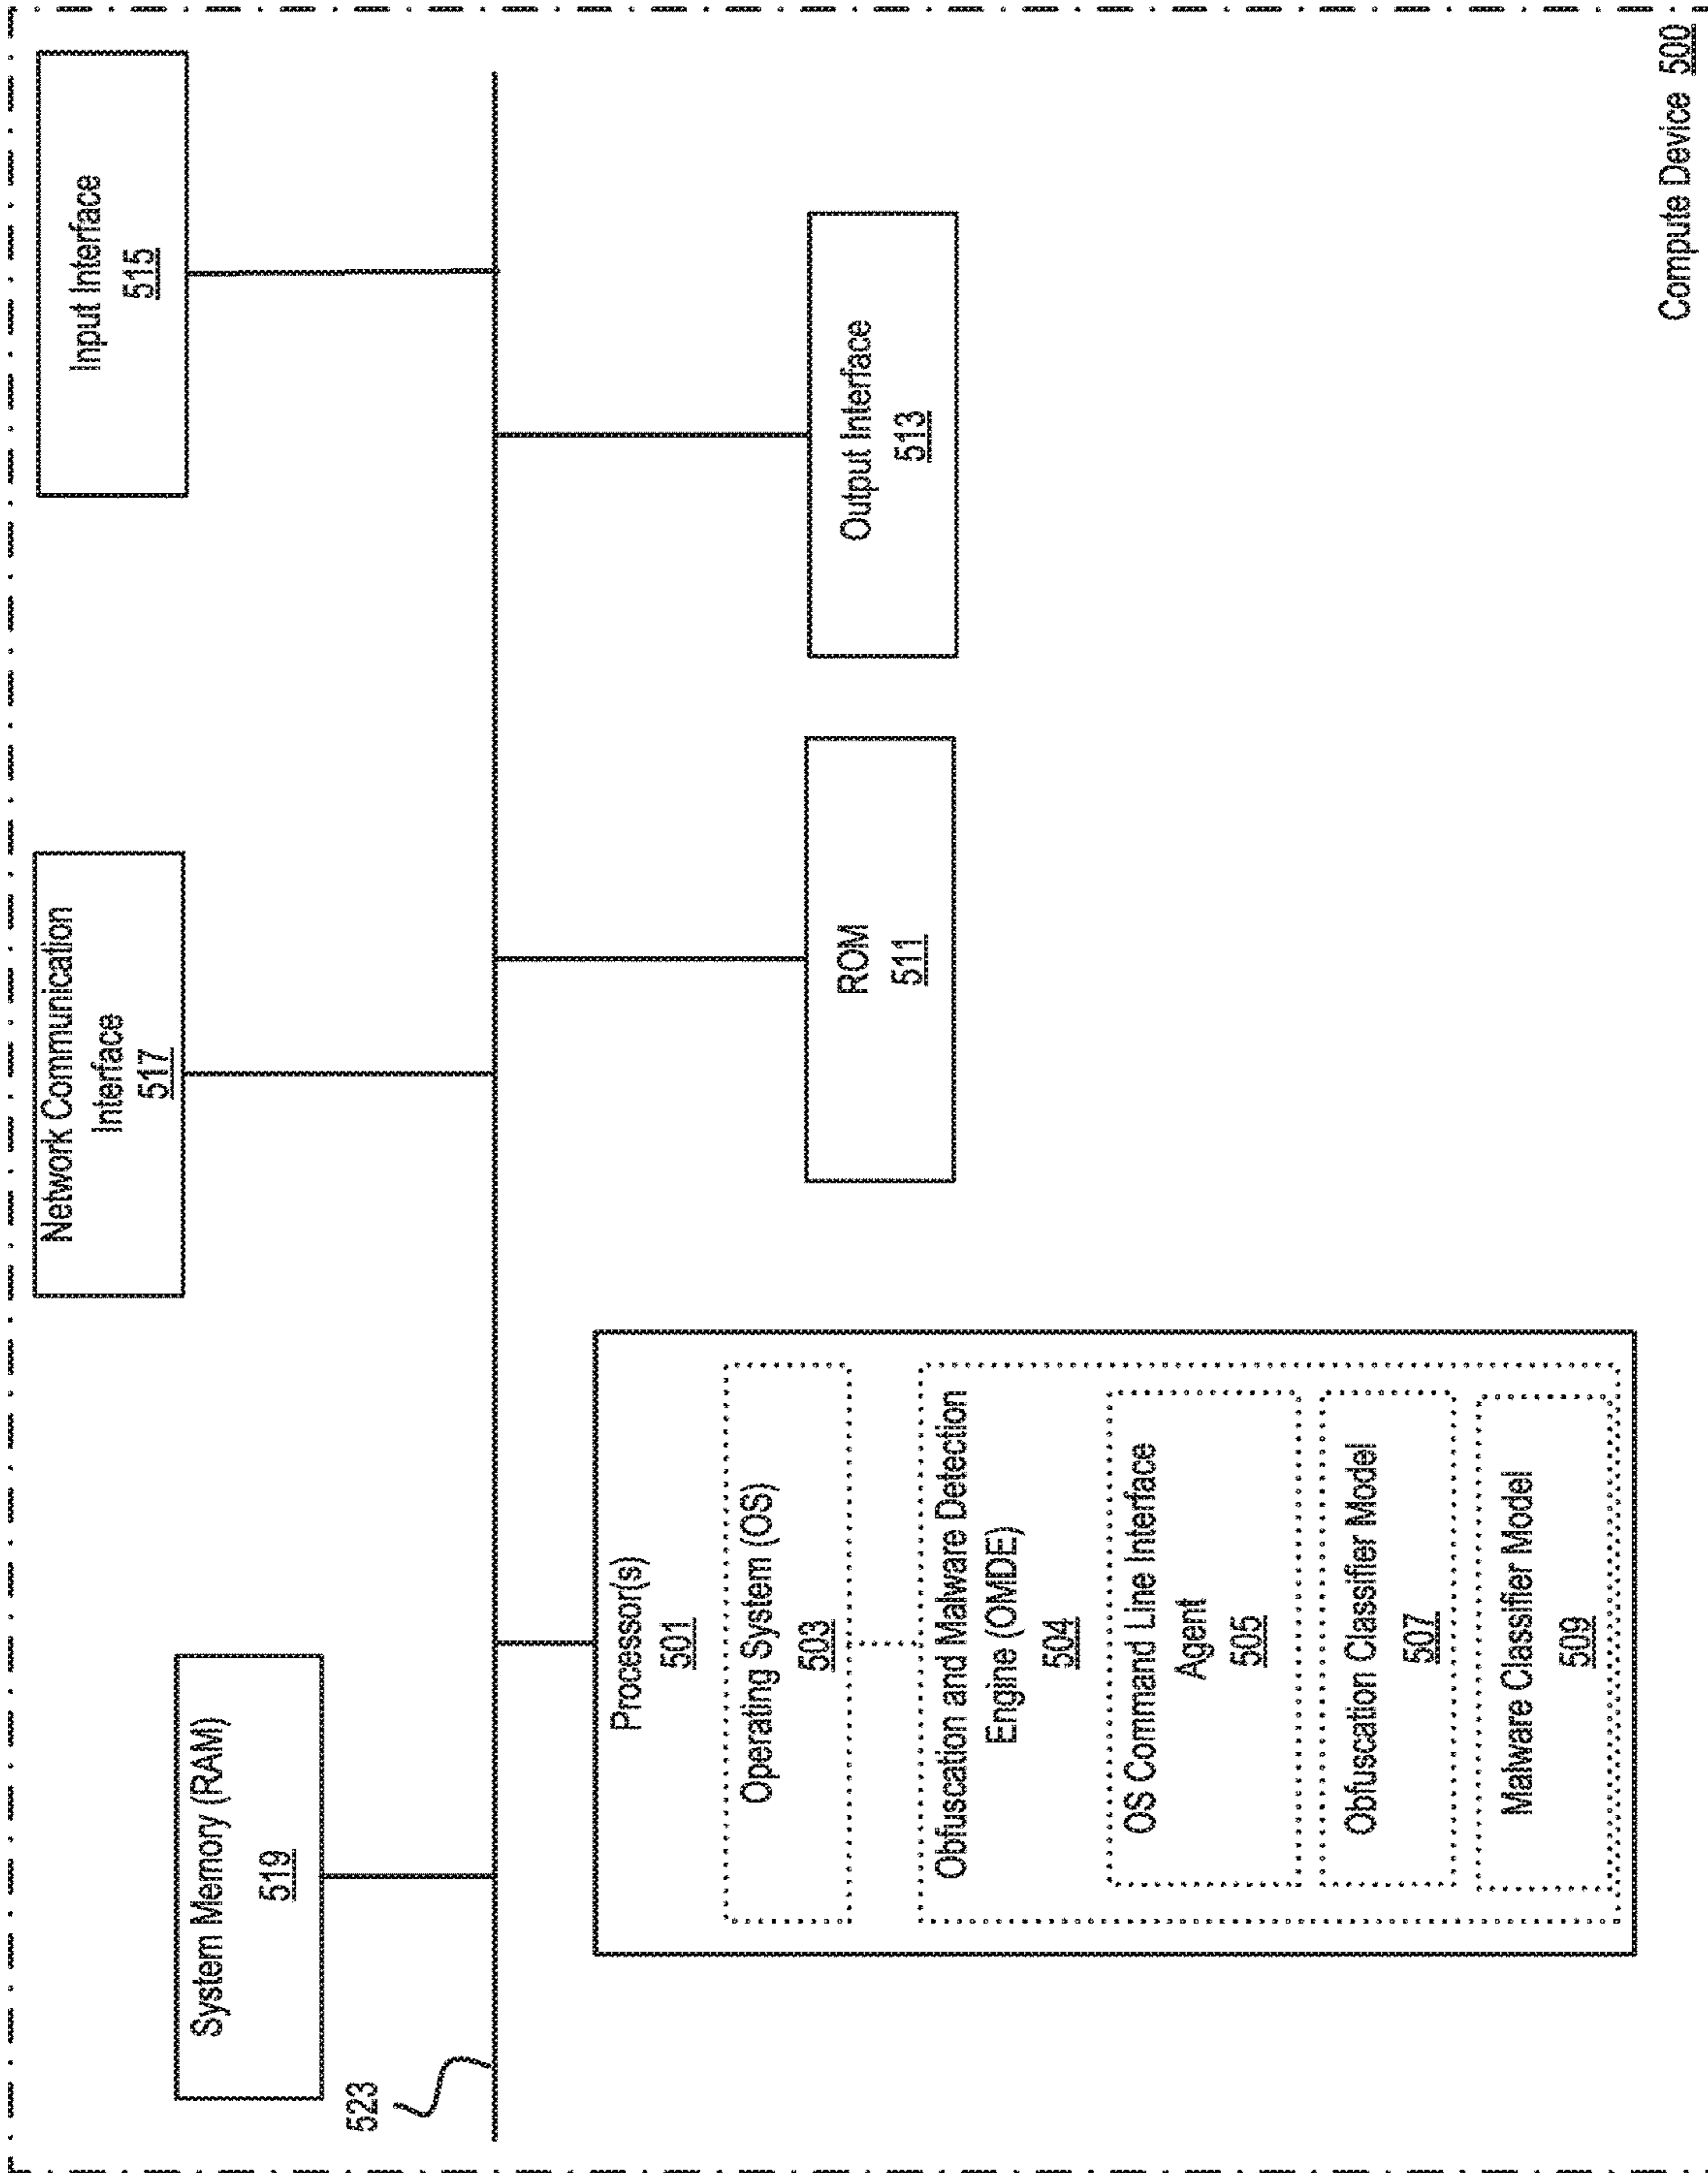 System Memory (RAM)
519
Network Communication
Interface
517
Input Interface
515
523
Processor(s)
501
Operating System (OS)
503
Obfuscation and Malware Detection
Engine (OMDE)
504
OS Command Line Interface
Agent
505
Obfuscation Classifier Model
507
Malware Classifier Model
509
ROM
511
Output Interface
513
Compute Device 500